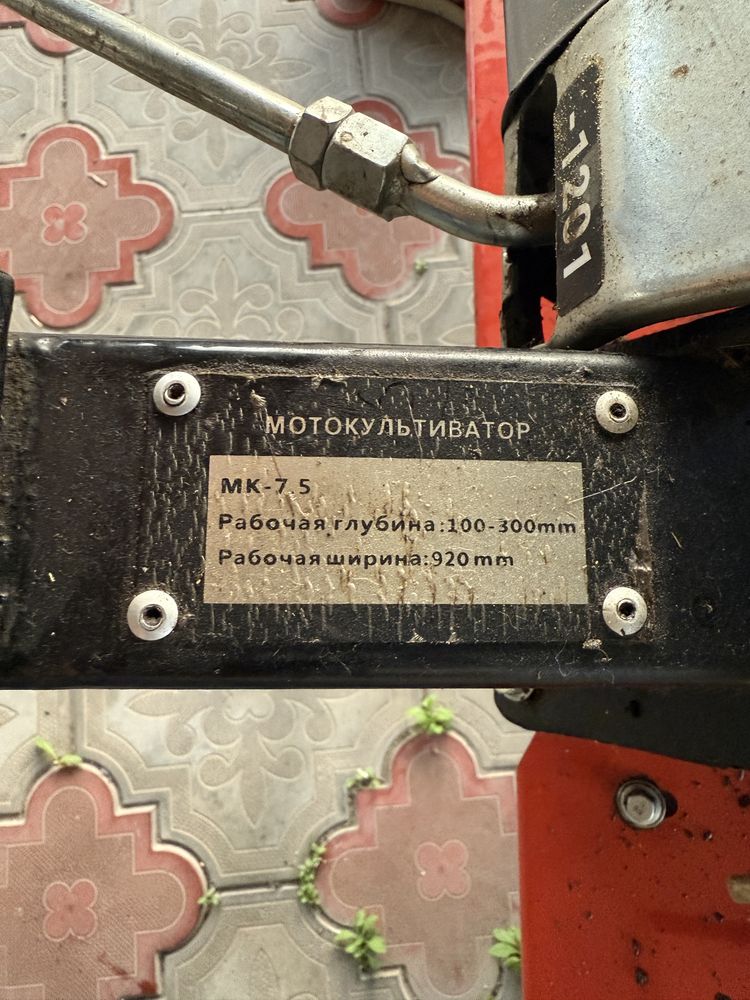 -1201
МОТОКУЛЬТИВАТОР
МК-7.5
Рабочая глубина:100-300mm
Рабочая ширина:920mm